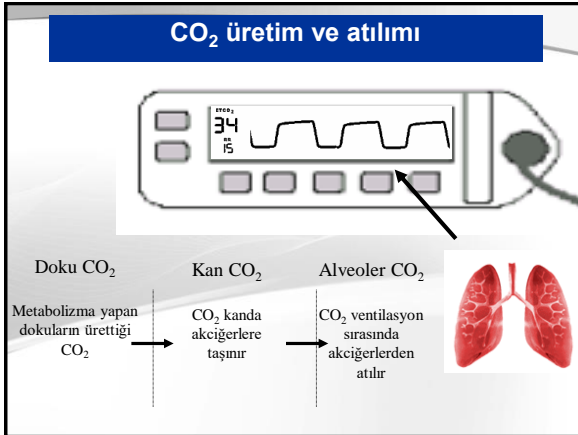 CO₂ üretim ve atılımı
ETCO₂
34
RR
15
Doku CO₂
Kan CO₂
Alveoler CO₂
Metabolizma yapan
dokuların ürettiği
CO₂
CO₂ kanda
akciğerlere
taşınır
CO₂ ventilasyon
sırasında
akciğerlerden
atılır